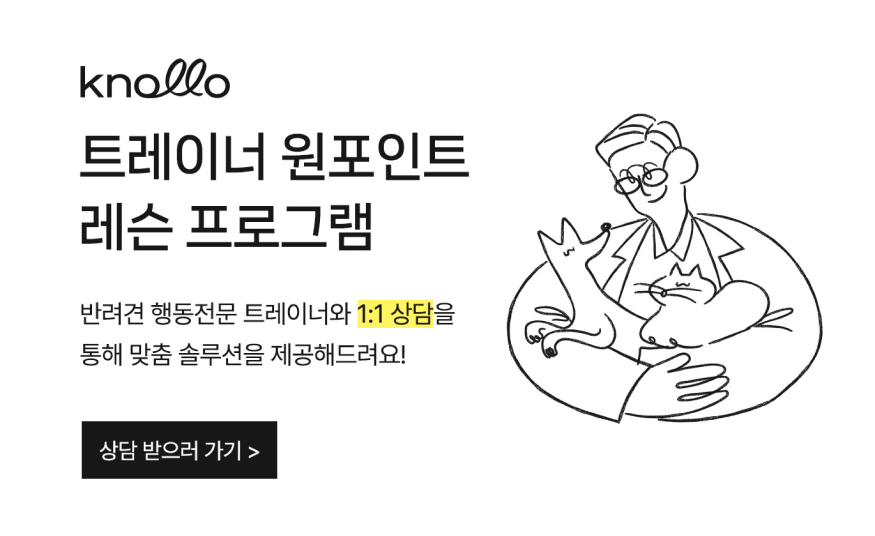 knollo
트레이너 원포인트
레슨 프로그램
반려견 행동전문 트레이너와 1:1 상담을
통해 맞춤 솔루션을 제공해드려요!
상담 받으러 가기 >